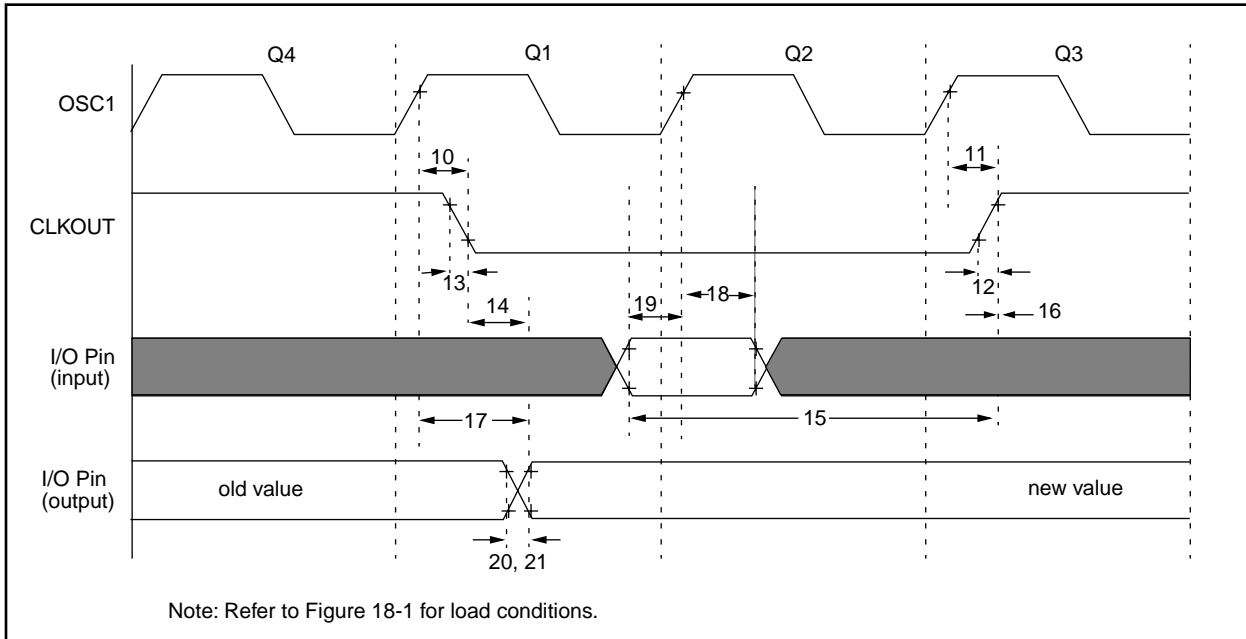 Q4 Q1 Q2 Q3
OSC1
10 11
CLKOUT
13 12
19 18
14 16
I/O Pin
(input)
17 15
I/O Pin
(output)
old value new value
20, 21
Note: Refer to Figure 18-1 for load conditions.